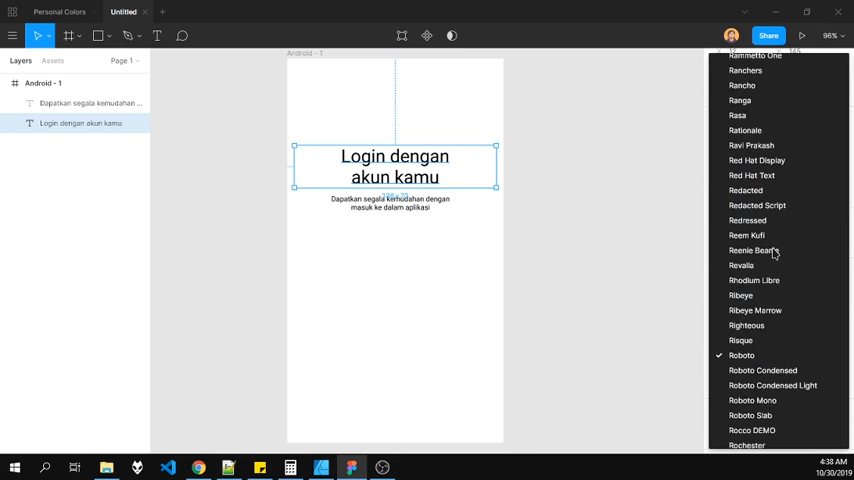 Personal Colors
Untitled
Share
96%
Layers
Assets
Page 1
Android - 1
Dapatkan segala kemudahan ...
Login dengan akun kamu
Android - 1
Login dengan
akun kamu
Dapatkan segala kemudahan dengan
masuk ke dalam aplikasi
Rammetto One
Ranchers
Rancho
Ranga
Rasa
Rationale
Ravi Prakash
Red Hat Display
Red Hat Text
Redacted
Redacted Script
Redressed
Reem Kufi
Reenie Beanie
Revalia
Rhodium Libre
Ribeye
Ribeye Marrow
Righteous
Risque
Roboto
Roboto Condensed
Roboto Condensed Light
Roboto Mono
Roboto Slab
Rocco DEMO
Rochester
4:38 AM
10/30/2019